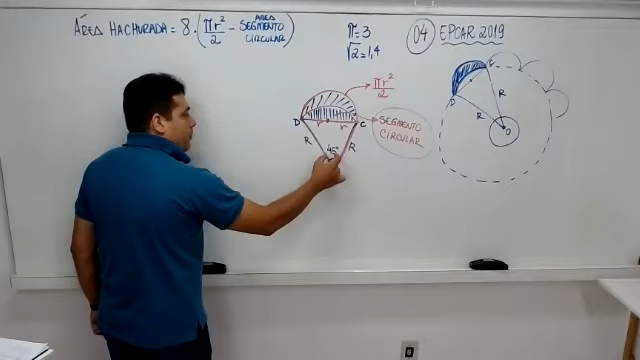 ÁREA HACHURADA = 8 · (πr²/2 − ÁREA SEGMENTO CIRCULAR)
π = 3
√2 = 1,4
04 EPCAR 2019
πr²/2
D r r C
SEGMENTO
CIRCULAR
R 45° R
C
D
R
R
O